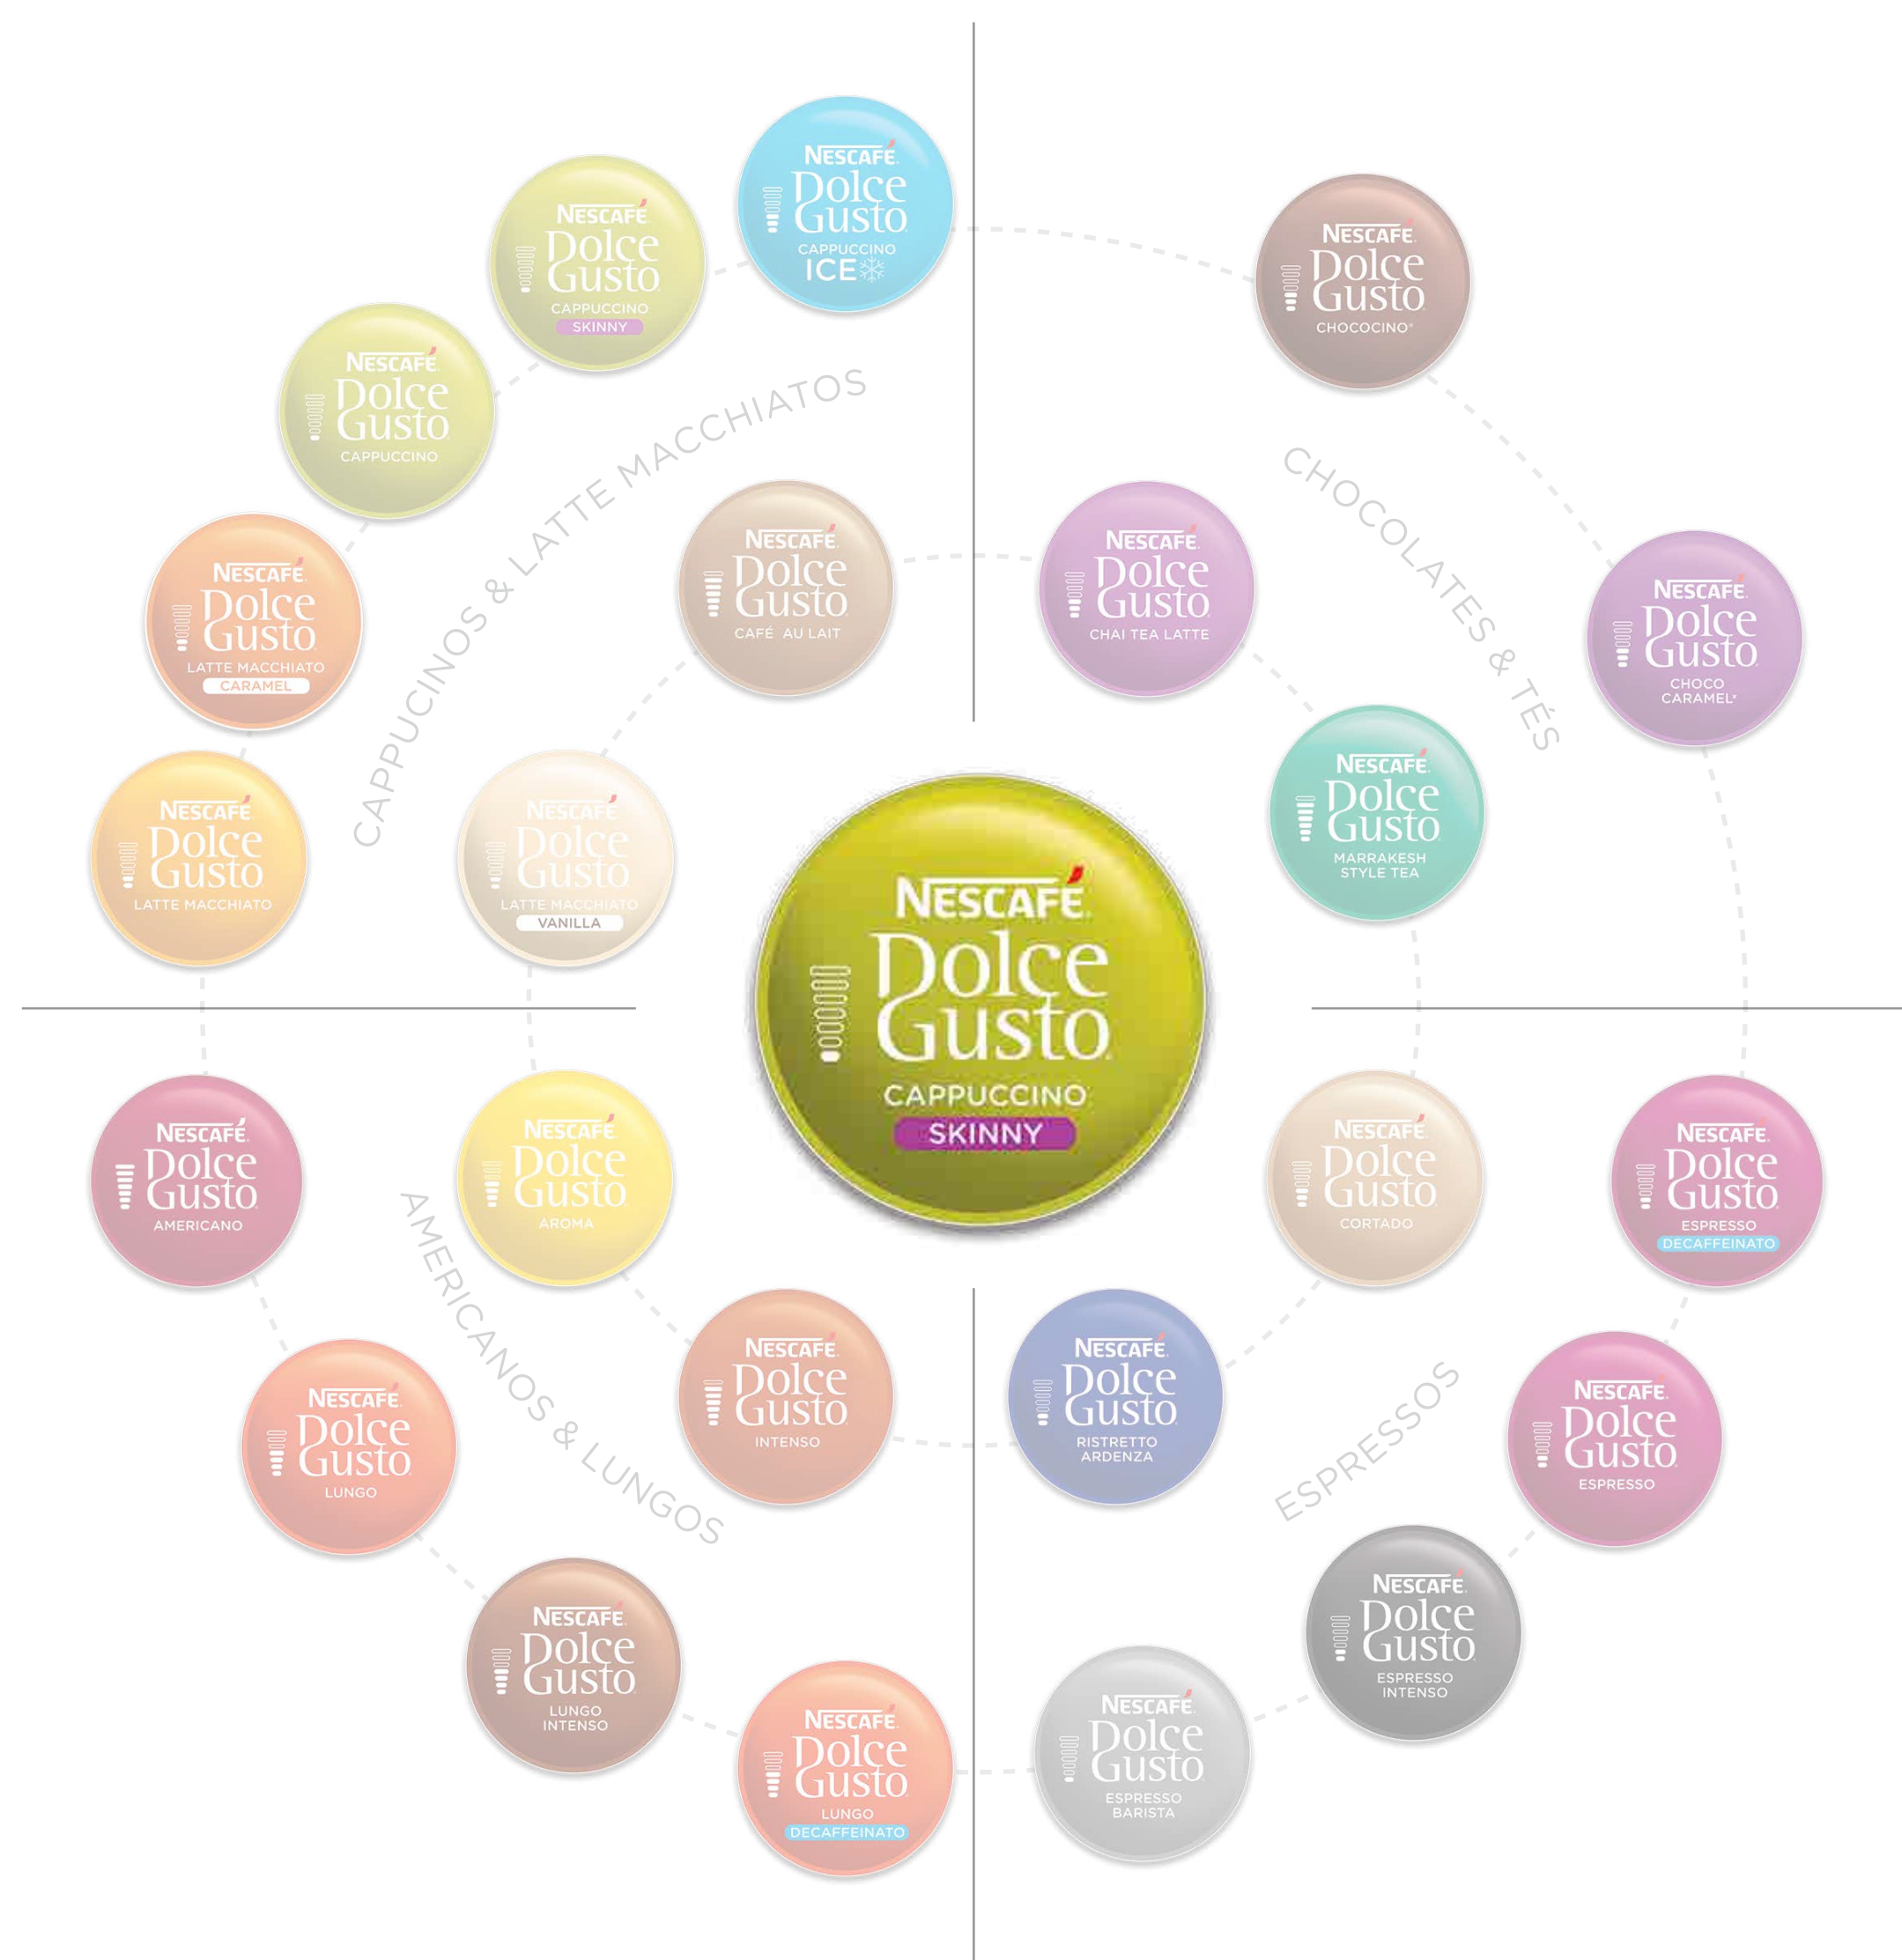 NESCAFÉ.
Dolce
Gusto
CAPPUCCINO
ICE
NESCAFÉ.
Dolce
Gusto
CAPPUCCINO
SKINNY
NESCAFÉ.
Dolce
Gusto
CAPPUCCINO
NESCAFÉ.
Dolce
Gusto
LATTE MACCHIATO
CARAMEL
NESCAFÉ.
Dolce
Gusto
LATTE MACCHIATO
CAPPUCINOS & LATTE MACCHIATOS
NESCAFÉ.
Dolce
Gusto
CAFÉ AU LAIT
NESCAFÉ.
Dolce
Gusto
LATTE MACCHIATO
VANILLA
NESCAFÉ.
Dolce
Gusto
CHOCOCINO®
CHOCOLATES & TÉS
NESCAFÉ.
Dolce
Gusto
CHAI TEA LATTE
NESCAFÉ.
Dolce
Gusto
CHOCO
CARAMEL®
NESCAFÉ.
Dolce
Gusto
MARRAKESH
STYLE TEA
NESCAFÉ.
Dolce
Gusto
CAPPUCCINO
SKINNY
NESCAFÉ.
Dolce
Gusto
AMERICANO
NESCAFÉ.
Dolce
Gusto
AROMA
AMERICANOS & LUNGOS
NESCAFÉ.
Dolce
Gusto
LUNGO
NESCAFÉ.
Dolce
Gusto
INTENSO
NESCAFÉ.
Dolce
Gusto
LUNGO
INTENSO
NESCAFÉ.
Dolce
Gusto
LUNGO
DECAFFEINATO
NESCAFÉ.
Dolce
Gusto
CORTADO
NESCAFÉ.
Dolce
Gusto
ESPRESSO
DECAFFEINATO
NESCAFÉ.
Dolce
Gusto
RISTRETTO
ARDENZA
ESPRESSOS
NESCAFÉ.
Dolce
Gusto
ESPRESSO
NESCAFÉ.
Dolce
Gusto
ESPRESSO
INTENSO
NESCAFÉ.
Dolce
Gusto
ESPRESSO
BARISTA